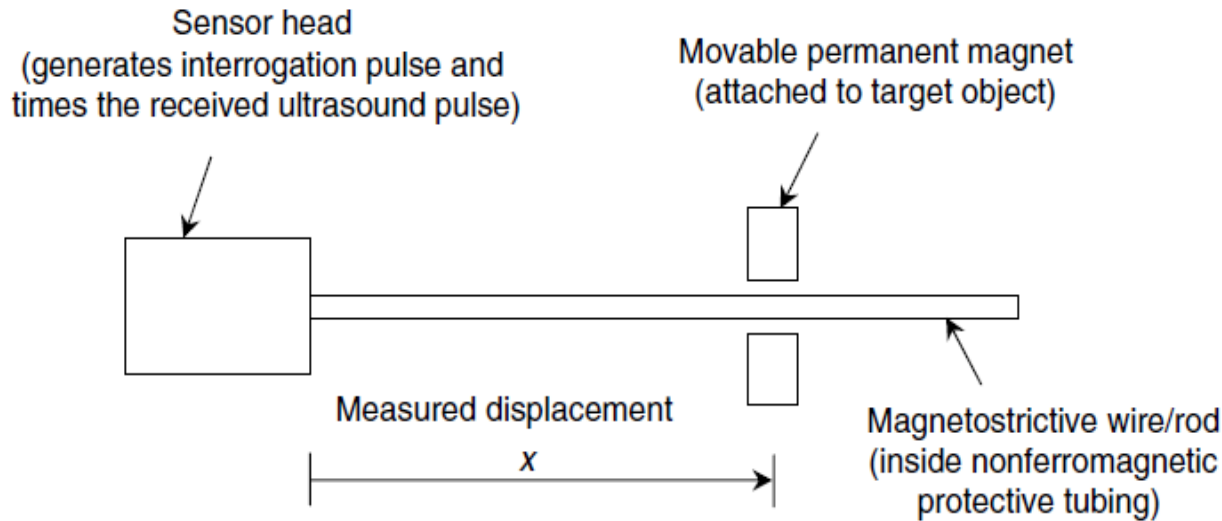 Sensor head
(generates interrogation pulse and
times the received ultrasound pulse)
Movable permanent magnet
(attached to target object)
Measured displacement
x
Magnetostrictive wire/rod
(inside nonferromagnetic
protective tubing)